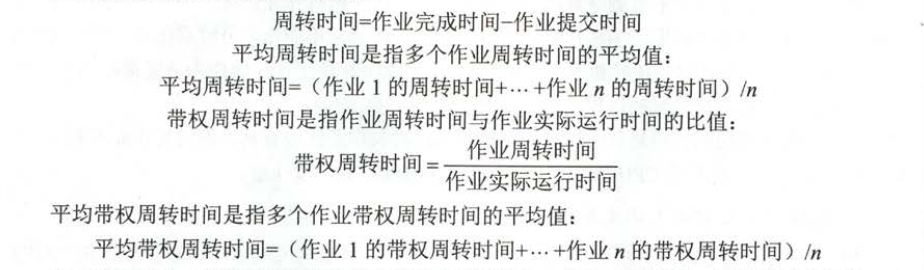 周转时间=作业完成时间-作业提交时间
平均周转时间是指多个作业周转时间的平均值：
平均周转时间=（作业 1 的周转时间+…+作业 n 的周转时间）/n
带权周转时间是指作业周转时间与作业实际运行时间的比值：
带权周转时间=作业周转时间/作业实际运行时间
平均带权周转时间是指多个作业带权周转时间的平均值：
平均带权周转时间=（作业 1 的带权周转时间+…+作业 n 的带权周转时间）/n